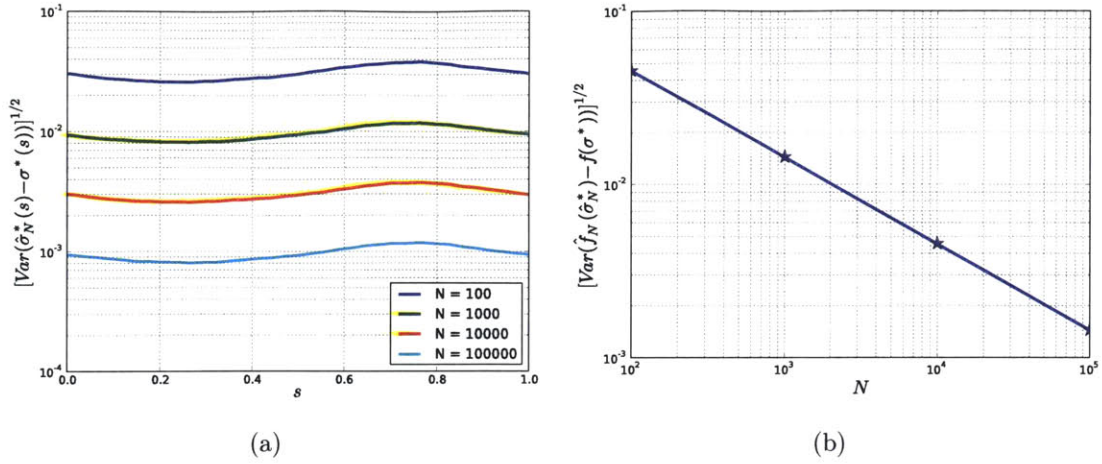 [Var(σ̂*_N(s)−σ*(s))]^{1/2}
10^{-1}
10^{-2}
10^{-3}
10^{-4}
0.0 0.2 0.4 0.6 0.8 1.0
s
N = 100
N = 1000
N = 10000
N = 100000
(a)
[Var(f̂_N(σ̂*_N)−f(σ*))]^{1/2}
10^{-1}
10^{-2}
10^{-3}
10^2 10^3 10^4 10^5
N
(b)